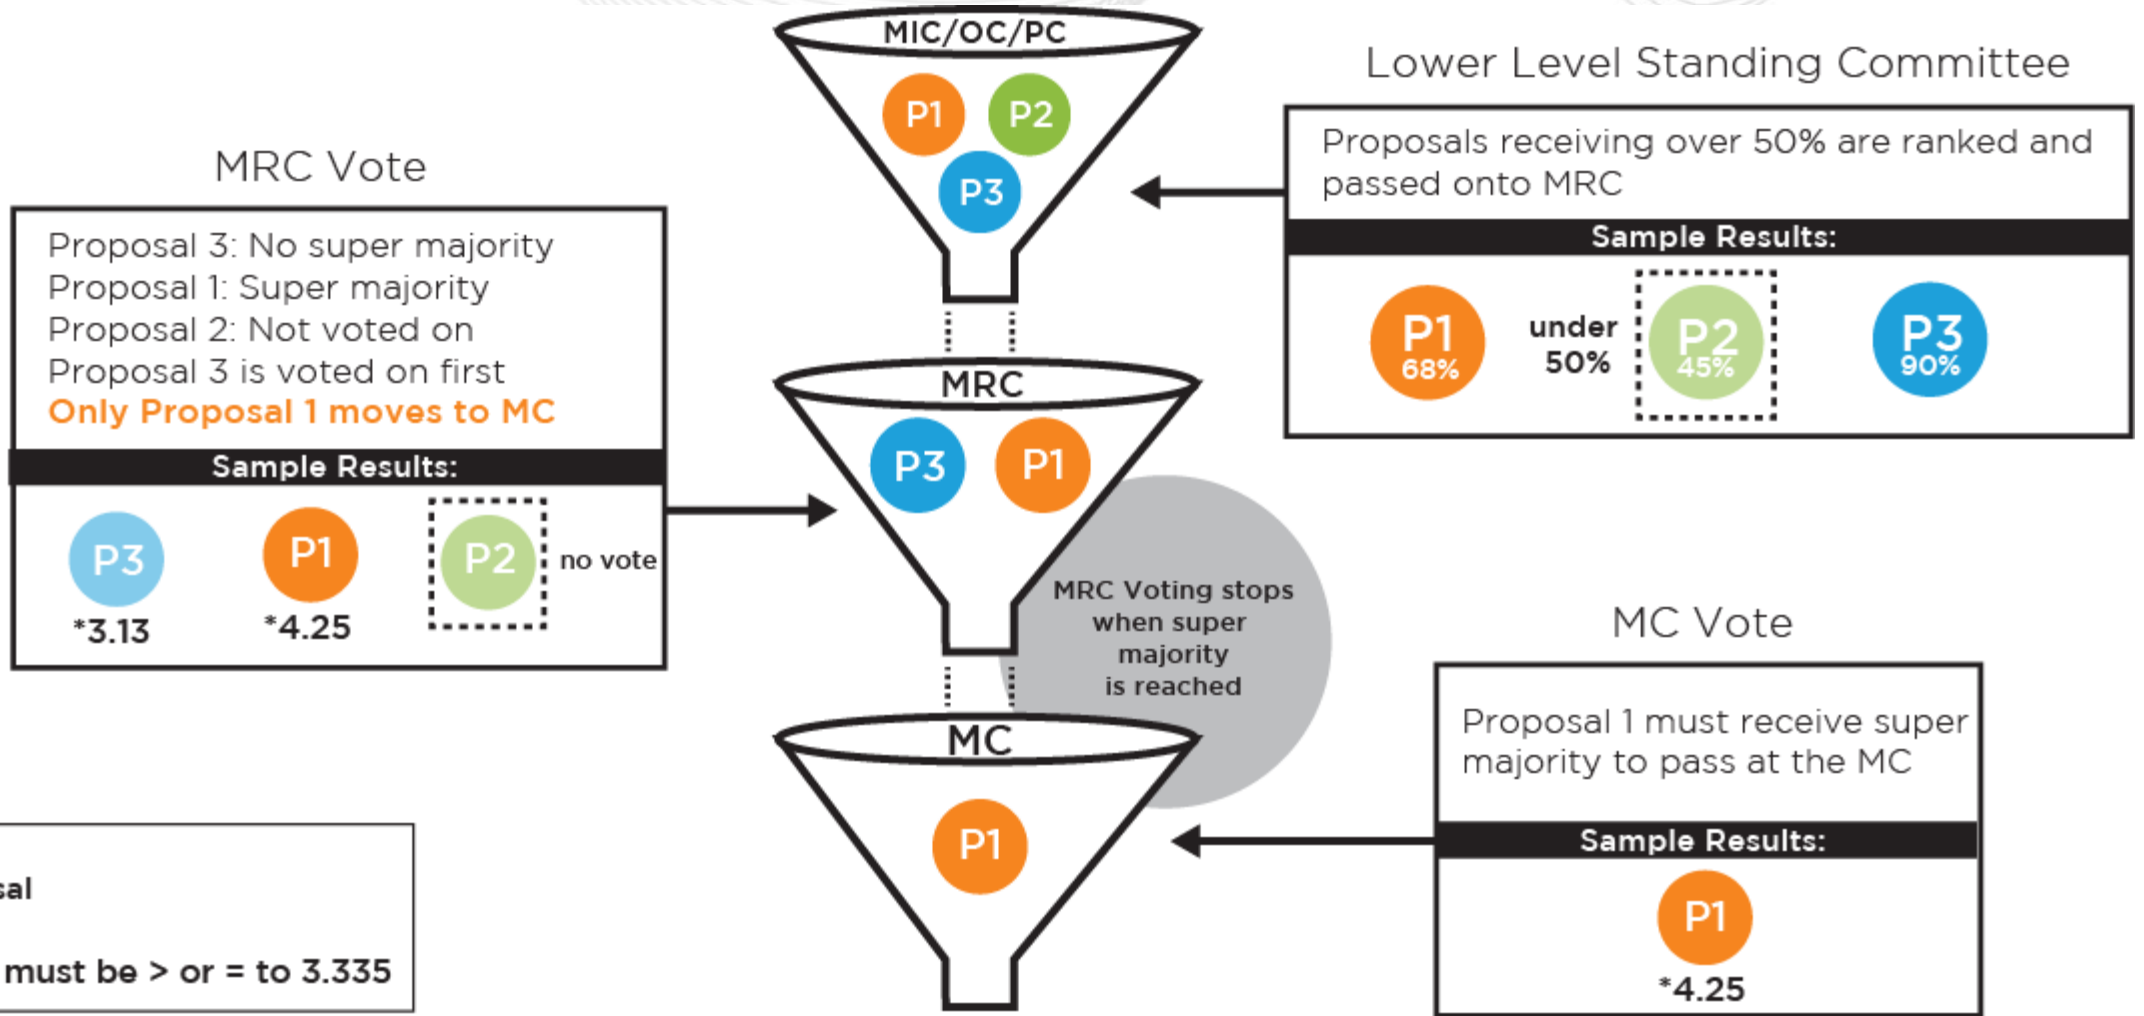 MIC/OC/PC
P1
P2
P3
Lower Level Standing Committee
Proposals receiving over 50% are ranked and
passed onto MRC
Sample Results:
P1
68%
under
50%
P2
45%
P3
90%
MRC Vote
Proposal 3: No super majority
Proposal 1: Super majority
Proposal 2: Not voted on
Proposal 3 is voted on first
Only Proposal 1 moves to MC
Sample Results:
P3
*3.13
P1
*4.25
P2
no vote
MRC
P3
P1
MRC Voting stops
when super
majority
is reached
MC
P1
MC Vote
Proposal 1 must receive super
majority to pass at the MC
Sample Results:
P1
*4.25
sal
must be > or = to 3.335